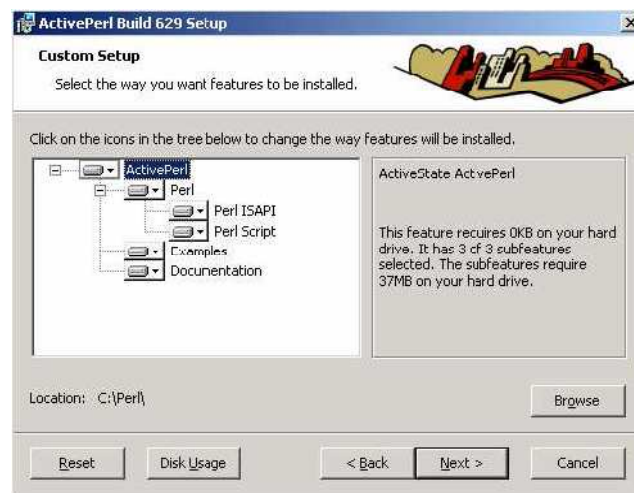 ActivePerl Build 629 Setup
Custom Setup
Select the way you want features to be installed.
Click on the icons in the tree below to change the way features will be installed.
ActivePerl
Perl
Perl ISAPI
Perl Script
Examples
Documentation
ActiveState ActvePerl
This feature recuires 0KB on your hard
drive. It has 3 of 3 subfeatures
selected. The subfeatures require
37MB on your hard drive.
Location: C:\Perl\
Browse
Reset
Disk Usage
< Back
Next >
Cancel